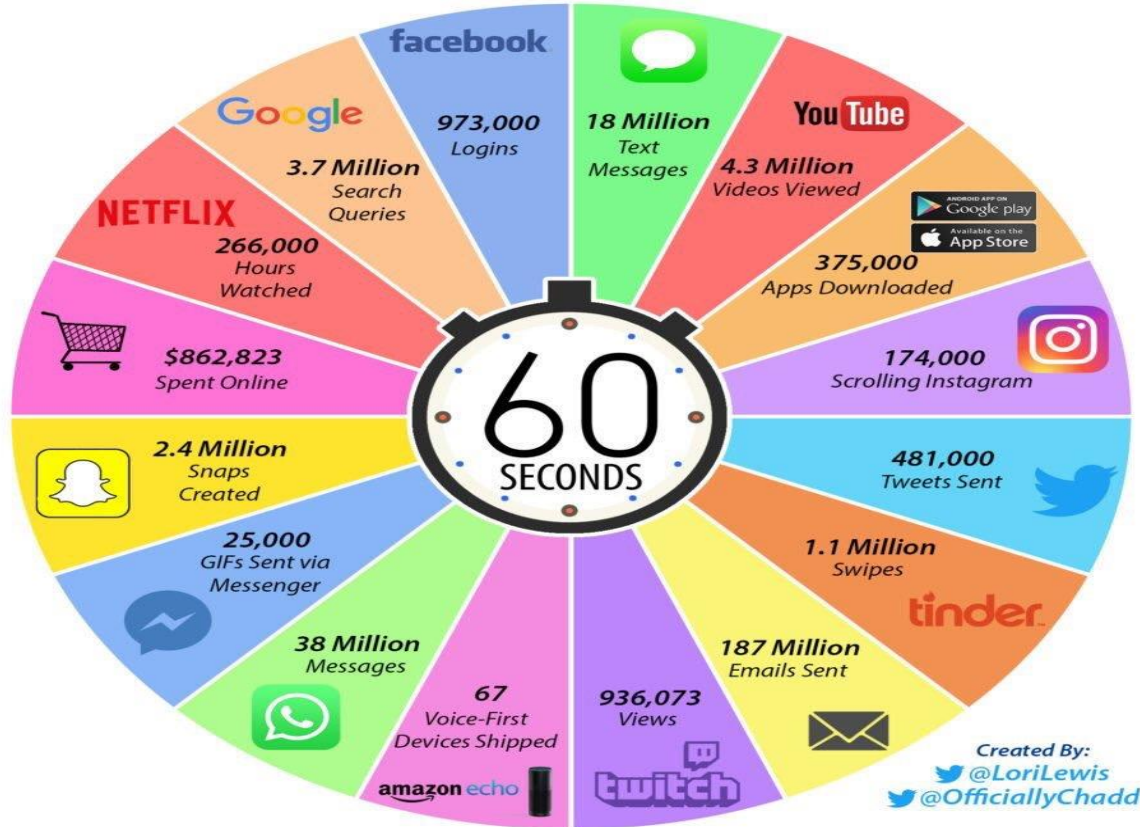 facebook
973,000
Logins
18 Million
Text
Messages
YouTube
4.3 Million
Videos Viewed
ANDROID APP ON
Google play
Available on the
App Store
375,000
Apps Downloaded
174,000
Scrolling Instagram
481,000
Tweets Sent
1.1 Million
Swipes
tinder
187 Million
Emails Sent
936,073
Views
twitch
67
Voice-First
Devices Shipped
amazon echo
38 Million
Messages
25,000
GIFs Sent via
Messenger
2.4 Million
Snaps
Created
$862,823
Spent Online
NETFLIX
266,000
Hours
Watched
Google
3.7 Million
Search
Queries
60
SECONDS
Created By:
@LoriLewis
@OfficiallyChadd